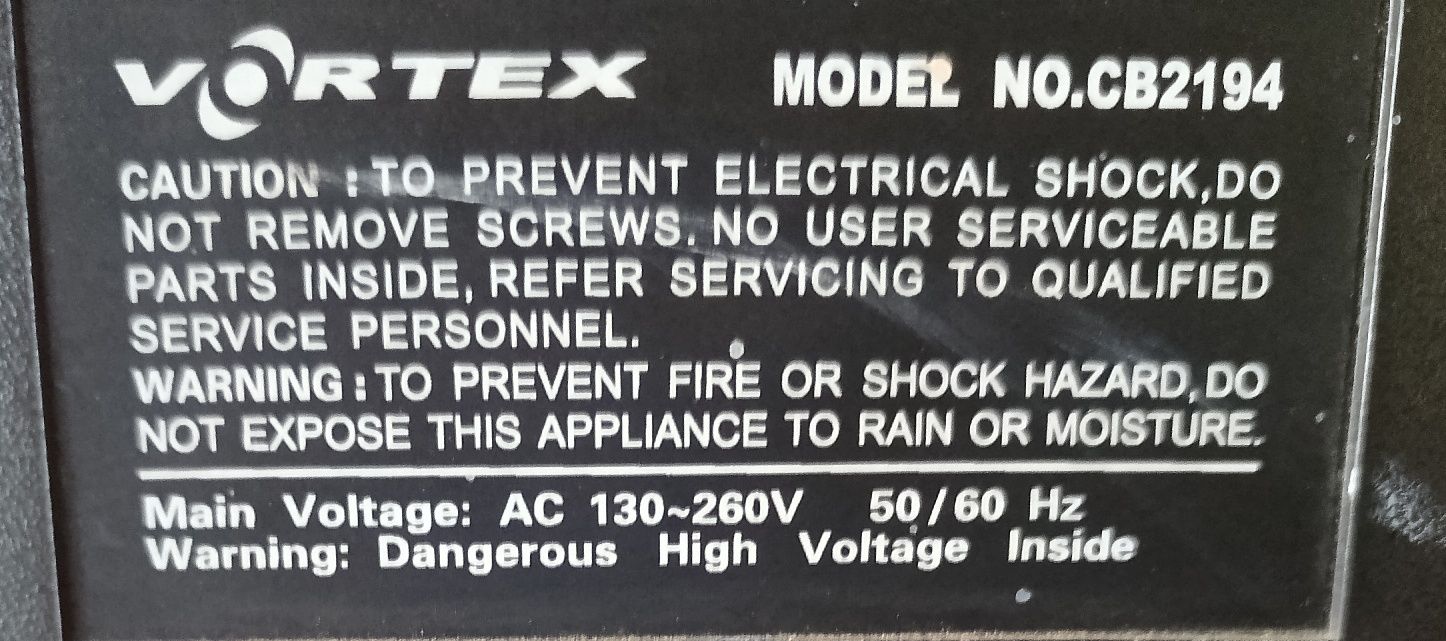 VORTEX MODEL NO.CB2194
CAUTION : TO PREVENT ELECTRICAL SHOCK,DO
NOT REMOVE SCREWS. NO USER SERVICEABLE
PARTS INSIDE, REFER SERVICING TO QUALIFIED
SERVICE PERSONNEL.
WARNING : TO PREVENT FIRE OR SHOCK HAZARD, DO
NOT EXPOSE THIS APPLIANCE TO RAIN OR MOISTURE.
Main Voltage: AC 130~260V 50/60 Hz
Warning: Dangerous High Voltage Inside